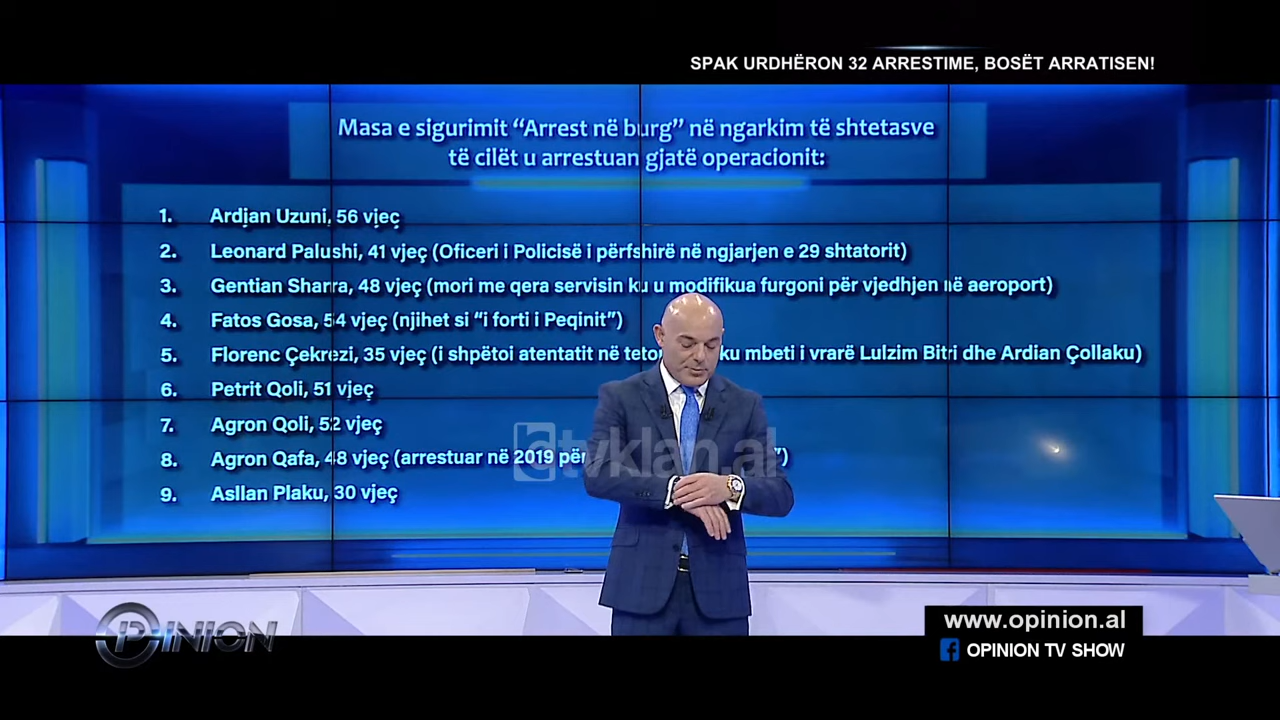 SPAK URDHËRON 32 ARRESTIME, BOSËT ARRATISEN!
Masa e sigurimit “Arrest në burg” në ngarkim të shtetasve
të cilët u arrestuan gjatë operacionit:
1. Ardjan Uzuni, 56 vjeç
2. Leonard Palushi, 41 vjeç (Oficeri i Policisë i përfshirë në ngjarjen e 29 shtatorit)
3. Gentian Sharra, 48 vjeç (mori me qera servisin ku u modifikua furgoni për vjedhjen në aeroport)
4. Fatos Gosa, 54 vjeç (njihet si “i forti i Peqinit”)
5. Florenc Çekrezi, 35 vjeç (i shpëtoi atentatit në ku mbeti i vrarë Lulzim Bitri dhe Ardian Çollaku)
6. Petrit Qoli, 51 vjeç
7. Agron Qoli, 52 vjeç
8. Agron Qafa, 48 vjeç (arrestuar në 2019 për ”)
9. Asllan Plaku, 30 vjeç
tvklan.al
OPINION
www.opinion.al
OPINION TV SHOW